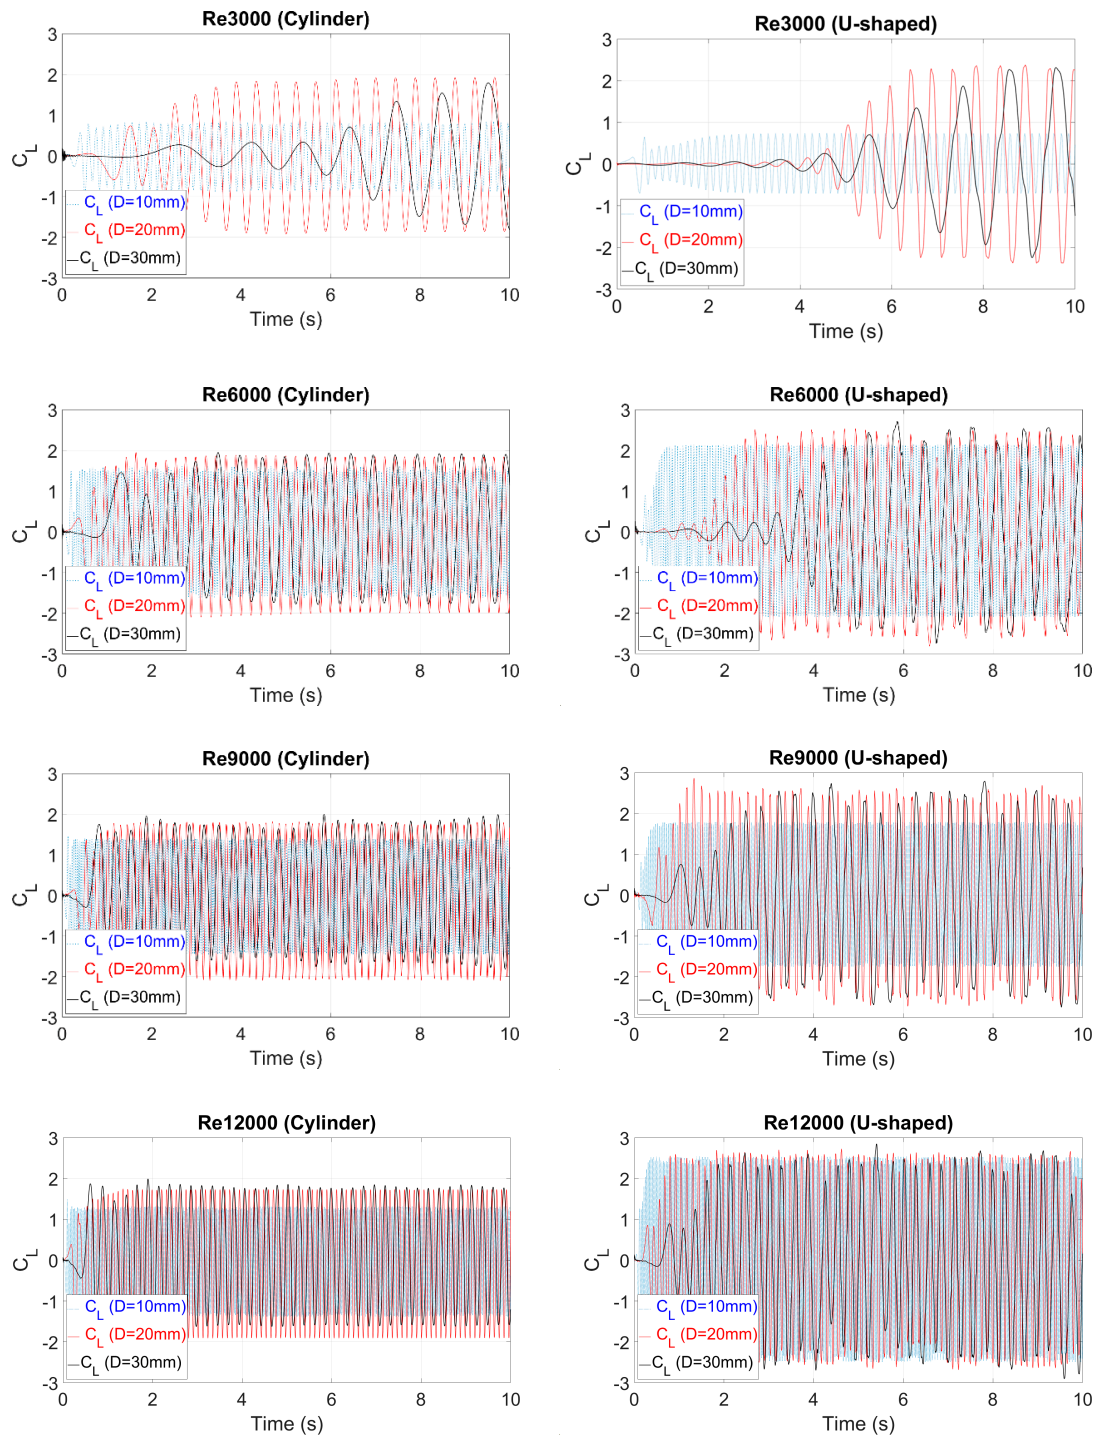 Re3000 (Cylinder)
3
2
1
0
-1
-2
-3
C_L
C_L (D=10mm)
C_L (D=20mm)
C_L (D=30mm)
0 2 4 6 8 10
Time (s)
Re3000 (U-shaped)
3
2
1
0
-1
-2
-3
C_L
C_L (D=10mm)
C_L (D=20mm)
C_L (D=30mm)
0 2 4 6 8 10
Time (s)
Re6000 (Cylinder)
3
2
1
0
-1
-2
-3
C_L
C_L (D=10mm)
C_L (D=20mm)
C_L (D=30mm)
0 2 4 6 8 10
Time (s)
Re6000 (U-shaped)
3
2
1
0
-1
-2
-3
C_L
C_L (D=10mm)
C_L (D=20mm)
C_L (D=30mm)
0 2 4 6 8 10
Time (s)
Re9000 (Cylinder)
3
2
1
0
-1
-2
-3
C_L
C_L (D=10mm)
C_L (D=20mm)
C_L (D=30mm)
0 2 4 6 8 10
Time (s)
Re9000 (U-shaped)
3
2
1
0
-1
-2
-3
C_L
C_L (D=10mm)
C_L (D=20mm)
C_L (D=30mm)
0 2 4 6 8 10
Time (s)
Re12000 (Cylinder)
3
2
1
0
-1
-2
-3
C_L
C_L (D=10mm)
C_L (D=20mm)
C_L (D=30mm)
0 2 4 6 8 10
Time (s)
Re12000 (U-shaped)
3
2
1
0
-1
-2
-3
C_L
C_L (D=10mm)
C_L (D=20mm)
C_L (D=30mm)
0 2 4 6 8 10
Time (s)